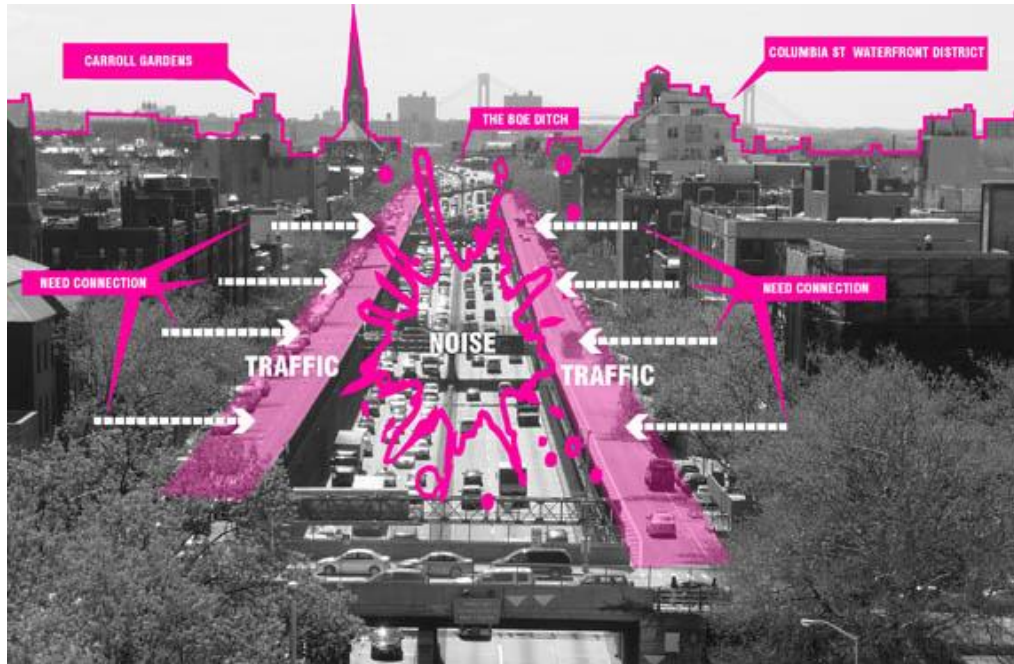 CARROLL GARDENS
COLUMBIA ST WATERFRONT DISTRICT
THE BQE DITCH
NEED CONNECTION
NEED CONNECTION
NOISE
TRAFFIC
TRAFFIC